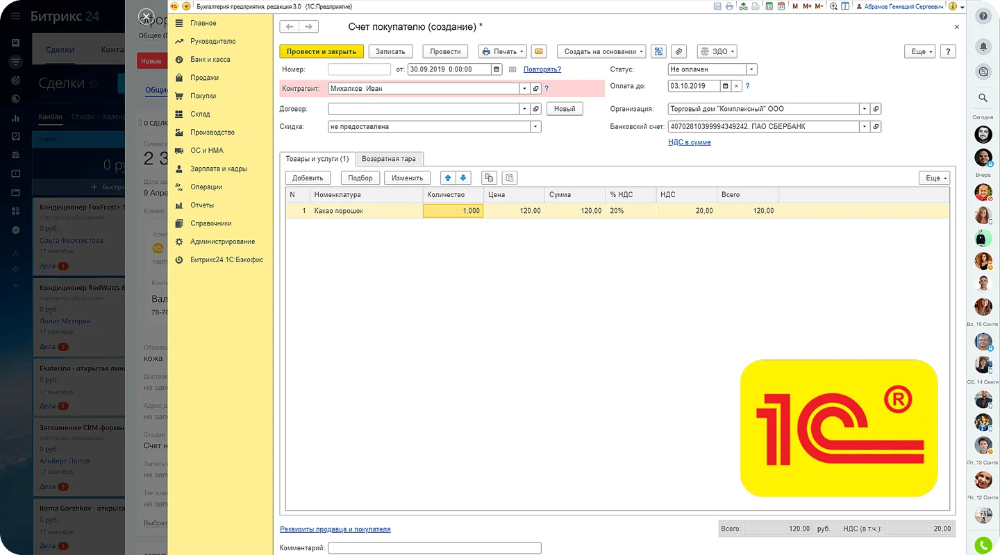 Битрикс 24
Сделки
Конта
Сделки
Канбан
Список
Календ
Новая
0 ру
+ Быстра
Кондиционер FoxFrost+ 1
повторное обращение
0 руб.
Ольга Феоктистова
17 сентября
Дела 1
Кондиционер RedWatts 6
повторное обращение
0 руб.
Лилит Мхтчрян
17 сентября
Дела 1
Ekaterina - открытая лин
0 руб.
17 сентября
Дела 1
Заполнение CRM-формы
повторное обращение
0 руб.
Альберт Попов
17 сентября
Дела 1
Roma Gorshkov - открыта
0 руб.
17 сентября
Дела 1
Общее (
Новые
Общи
О СДЕЛК
Сумма и
2 3
Дата за
9 Апре
Клиент
Комп
1С
парт
Конта
Вал
78-78
Образец
кожа
Доставк
не запо
Адрес д
не запо
Стадия
Счет н
Запись
не запо
Тип клие
не запо
Выбрат
Бухгалтерия предприятия, редакция 3.0 (1С:Предприятие)
M M+ M-
Абрамов Геннадий Сергеевич
Главное
Руководителю
Банк и касса
Продажи
Покупки
Склад
Производство
ОС и НМА
Зарплата и кадры
Операции
Отчеты
Справочники
Администрирование
Битрикс24.1С:Бэкофис
Счет покупателю (создание) *
Провести и закрыть
Записать
Провести
Печать
Создать на основании
ЭДО
Еще
?
Номер:
от: 30.09.2019 0:00:00
Повторять?
Статус: Не оплачен
Контрагент: Михалков Иван ?
Оплата до: 03.10.2019 ?
Договор:
Новый
Организация: Торговый дом "Комплексный" ООО
Скидка: не предоставлена
Банковский счет: 40702810399994349242, ПАО СБЕРБАНК
НДС в сумме
Товары и услуги (1)
Возвратная тара
Добавить
Подбор
Изменить
Еще
N Номенклатура Количество Цена Сумма % НДС НДС Всего
1 Какао порошок 1,000 120,00 120,00 20% 20,00 120,00
1С®
Реквизиты продавца и покупателя
Всего: 120,00 руб. НДС (в т.ч.): 20,00
Комментарий:
Сегодня
Вчера
Вс, 15 Сентя
Сб, 14 Сентя
Пт, 13 Сентя
Чт, 12 Сентя